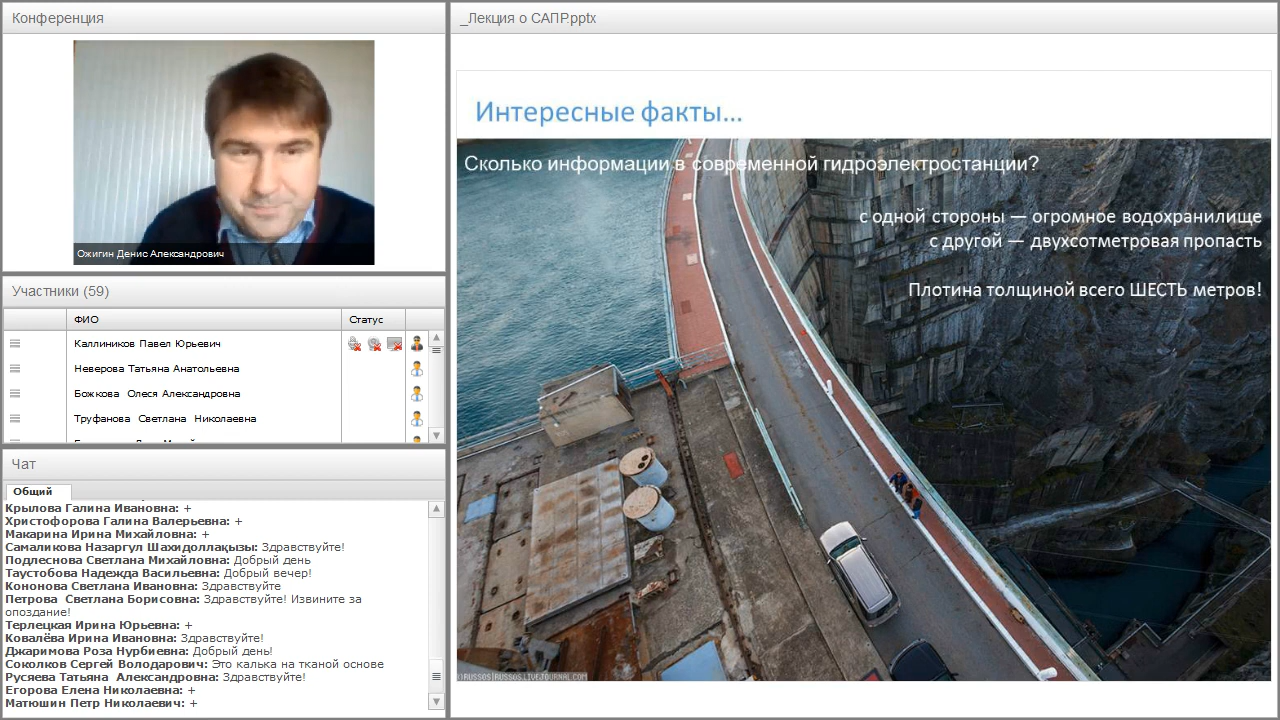 Конференция
Ожигин Денис Александрович
Участники (59)
ФИО
Статус
Каллиников Павел Юрьевич
Неверова Татьяна Анатольевна
Божкова Олеся Александровна
Труфанова Светлана Николаевна
Чат
Общий
Крылова Галина Ивановна: +
Христофорова Галина Валерьевна: +
Макарина Ирина Михайловна: +
Самаликова Назаргул Шахидоллақызы: Здравствуйте!
Подлеснова Светлана Михайловна: Добрый день
Таустобова Надежда Васильевна: Добрый вечер!
Кононова Светлана Ивановна: Здравствуйте
Петрова Светлана Борисовна: Здравствуйте! Извините за
опоздание!
Терлецкая Ирина Юрьевна: +
Ковалёва Ирина Ивановна: Здравствуйте!
Джаримова Роза Нурбиевна: Добрый день!
Соколков Сергей Володарович: Это калька на тканой основе
Русяева Татьяна Александровна: Здравствуйте!
Егорова Елена Николаевна: +
Матюшин Петр Николаевич: +
_Лекция о САПР.pptx
Интересные факты...
Сколько информации в современной гидроэлектростанции?
с одной стороны — огромное водохранилище
с другой — двухсотметровая пропасть
Плотина толщиной всего ШЕСТЬ метров!
RUSSOS|RUSSOS.LIVEJOURNAL.COM